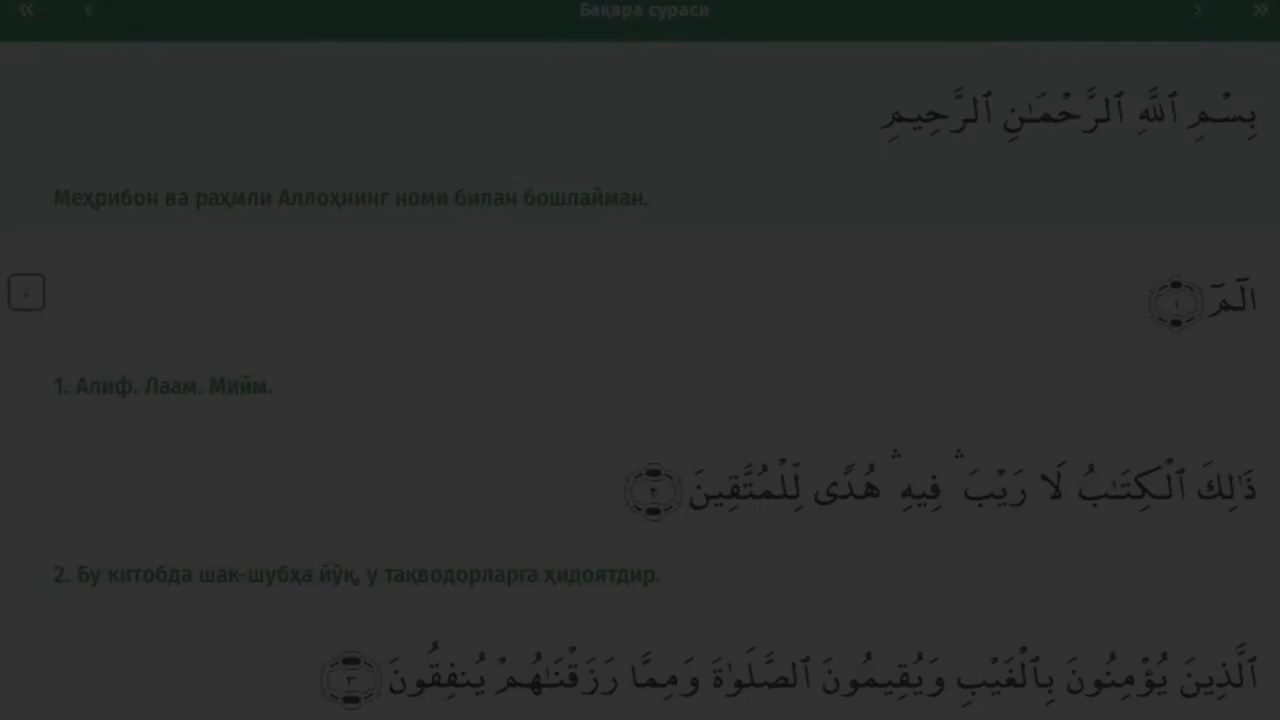 Бақара сураси
بِسْمِ ٱللَّهِ ٱلرَّحْمَـٰنِ ٱلرَّحِيمِ
Меҳрибон ва раҳмли Аллоҳнинг номи билан бошлайман.
الٓمٓ ١
1. Алиф. Лаам. Мийм.
ذَٰلِكَ ٱلْكِتَـٰبُ لَا رَيْبَ ۛ فِيهِ ۛ هُدًى لِّلْمُتَّقِينَ ٢
2. Бу китобда шак-шубҳа йўқ, у тақводорларга ҳидоятдир.
ٱلَّذِينَ يُؤْمِنُونَ بِٱلْغَيْبِ وَيُقِيمُونَ ٱلصَّلَوٰةَ وَمِمَّا رَزَقْنَـٰهُمْ يُنفِقُونَ ٣